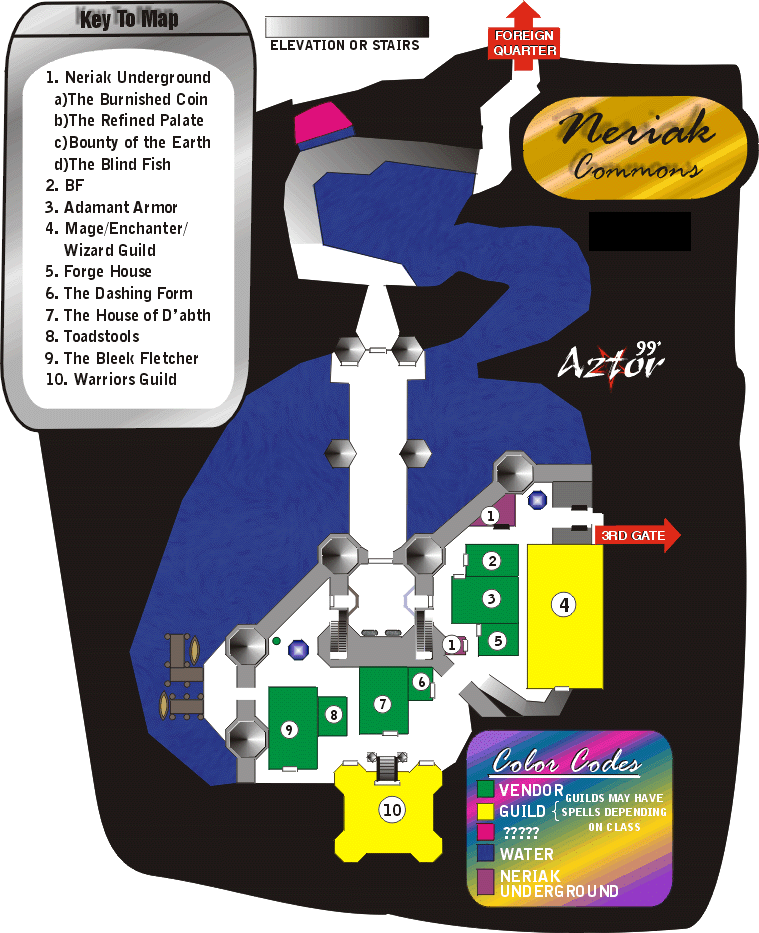 Key To Map
1. Neriak Underground
a)The Burnished Coin
b)The Refined Palate
c)Bounty of the Earth
d)The Blind Fish
2. BF
3. Adamant Armor
4. Mage/Enchanter/
Wizard Guild
5. Forge House
6. The Dashing Form
7. The House of D'abth
8. Toadstools
9. The Bleek Fletcher
10. Warriors Guild
ELEVATION OR STAIRS
FOREIGN
QUARTER
Neriak
Commons
Aztor 99'
1
3RD GATE
2
3
4
1
5
6
7
8
9
10
Color Codes
VENDOR
GUILD { GUILDS MAY HAVE
SPELLS DEPENDING
ON CLASS
?????
WATER
NERIAK
UNDERGROUND